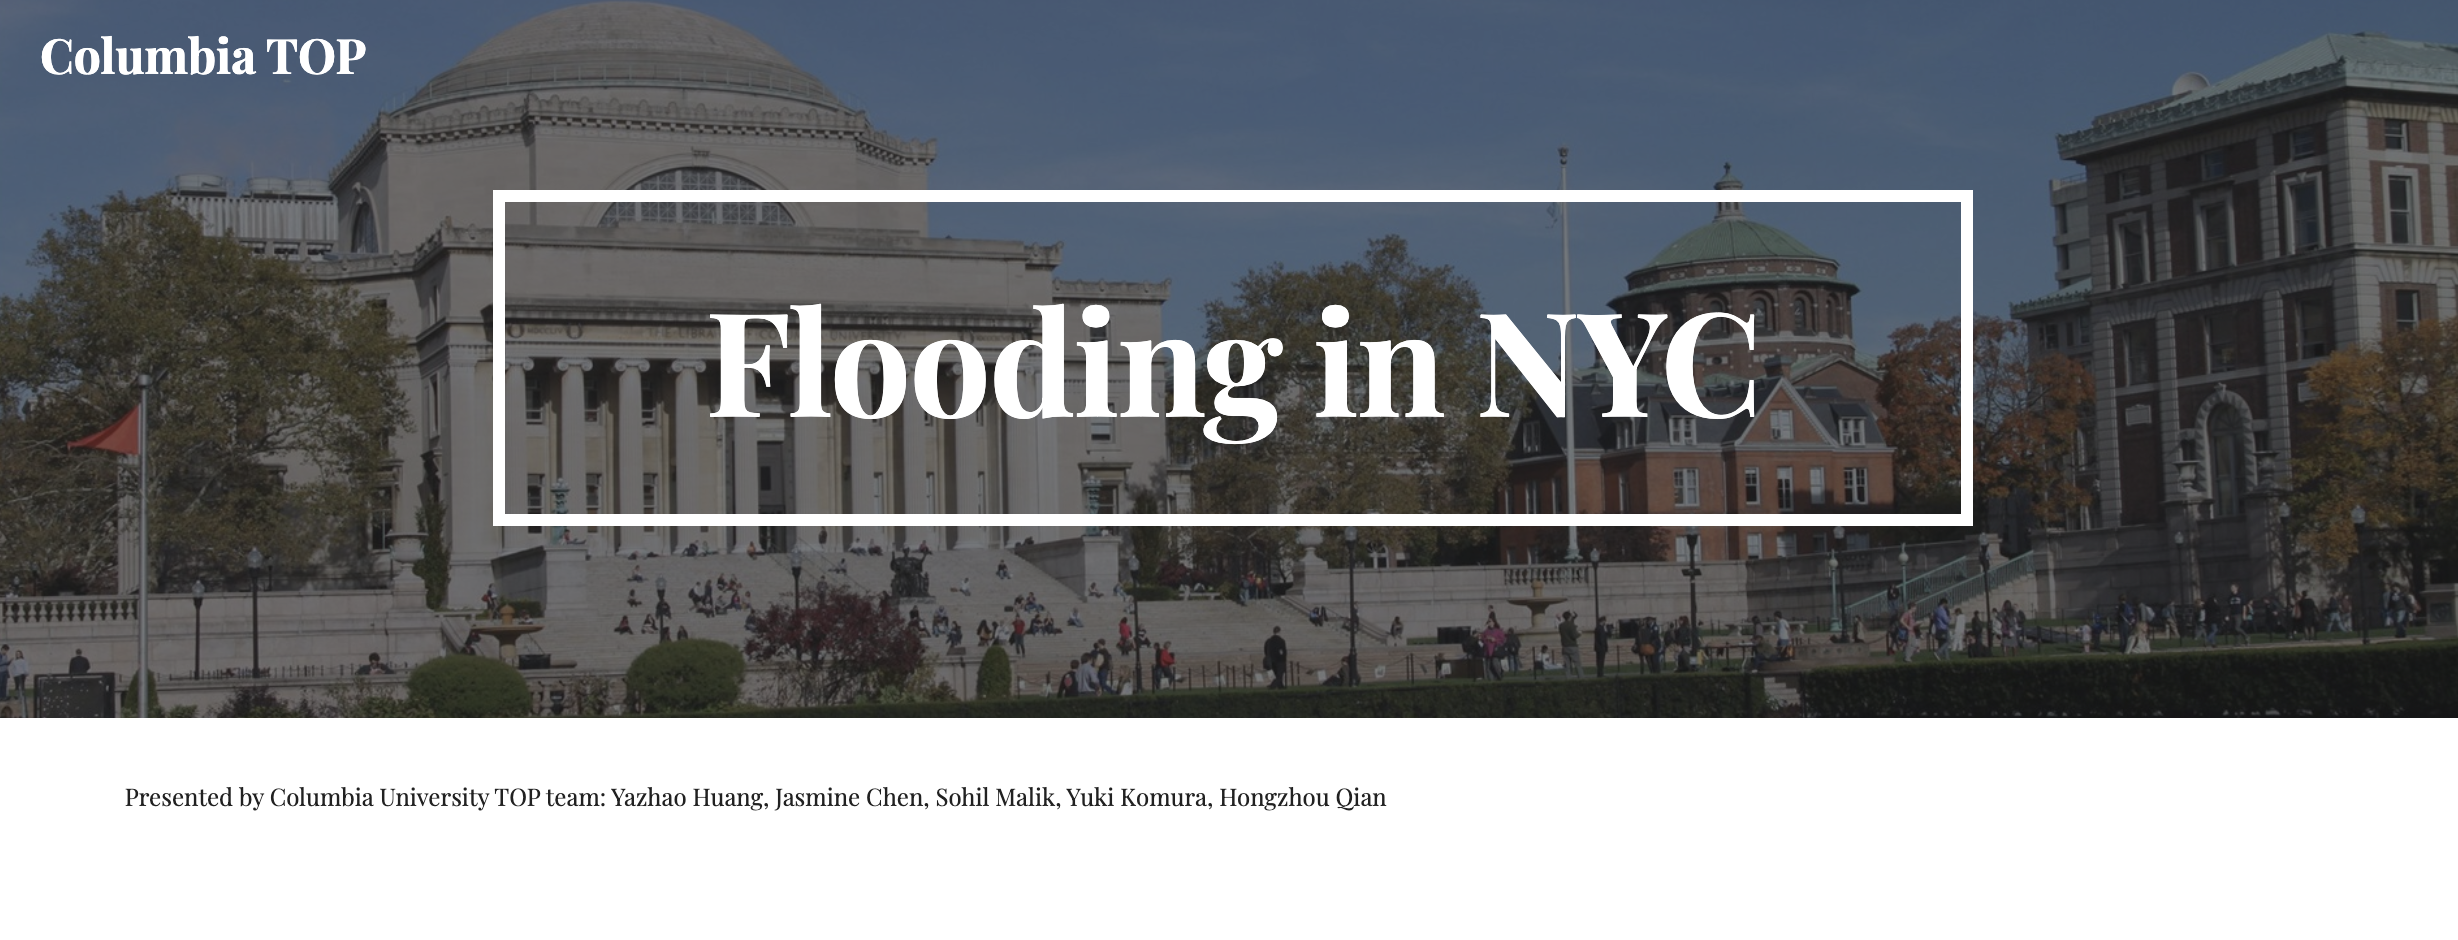 Columbia TOP
Flooding in NYC
Presented by Columbia University TOP team: Yazhao Huang, Jasmine Chen, Sohil Malik, Yuki Komura, Hongzhou Qian